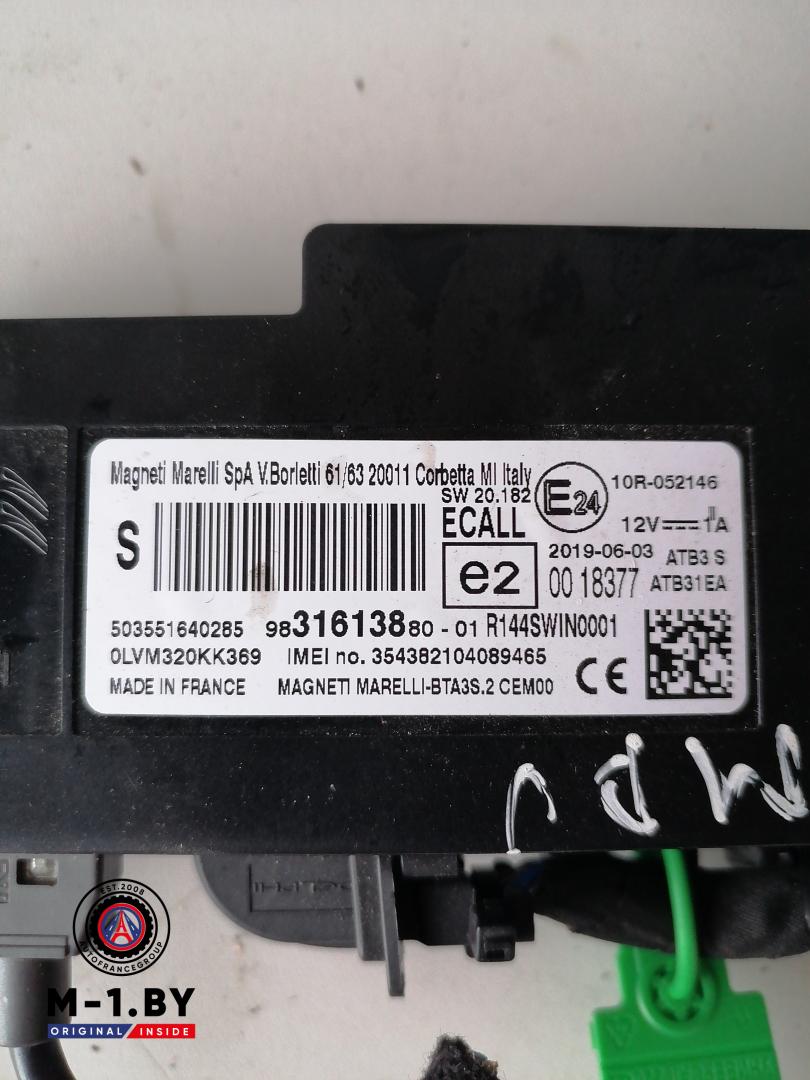 Magneti Marelli SpA V.Borletti 61/63 20011 Corbetta MI Italy
SW 20.182
ECALL
E24
10R-052146
12V 1A
S
e2
2019-06-03
ATB3 S
00 18377
ATB31EA
503551640285 9831613880 - 01 R144SWIN0001
0LVM320KK369 IMEI no. 354382104089465
MADE IN FRANCE MAGNETI MARELLI-BTA3S.2 CEM00
CE
DELPHI
EST.2008
AUTOFRANCEGROUP
M-1.BY
ORIGINAL INSIDE